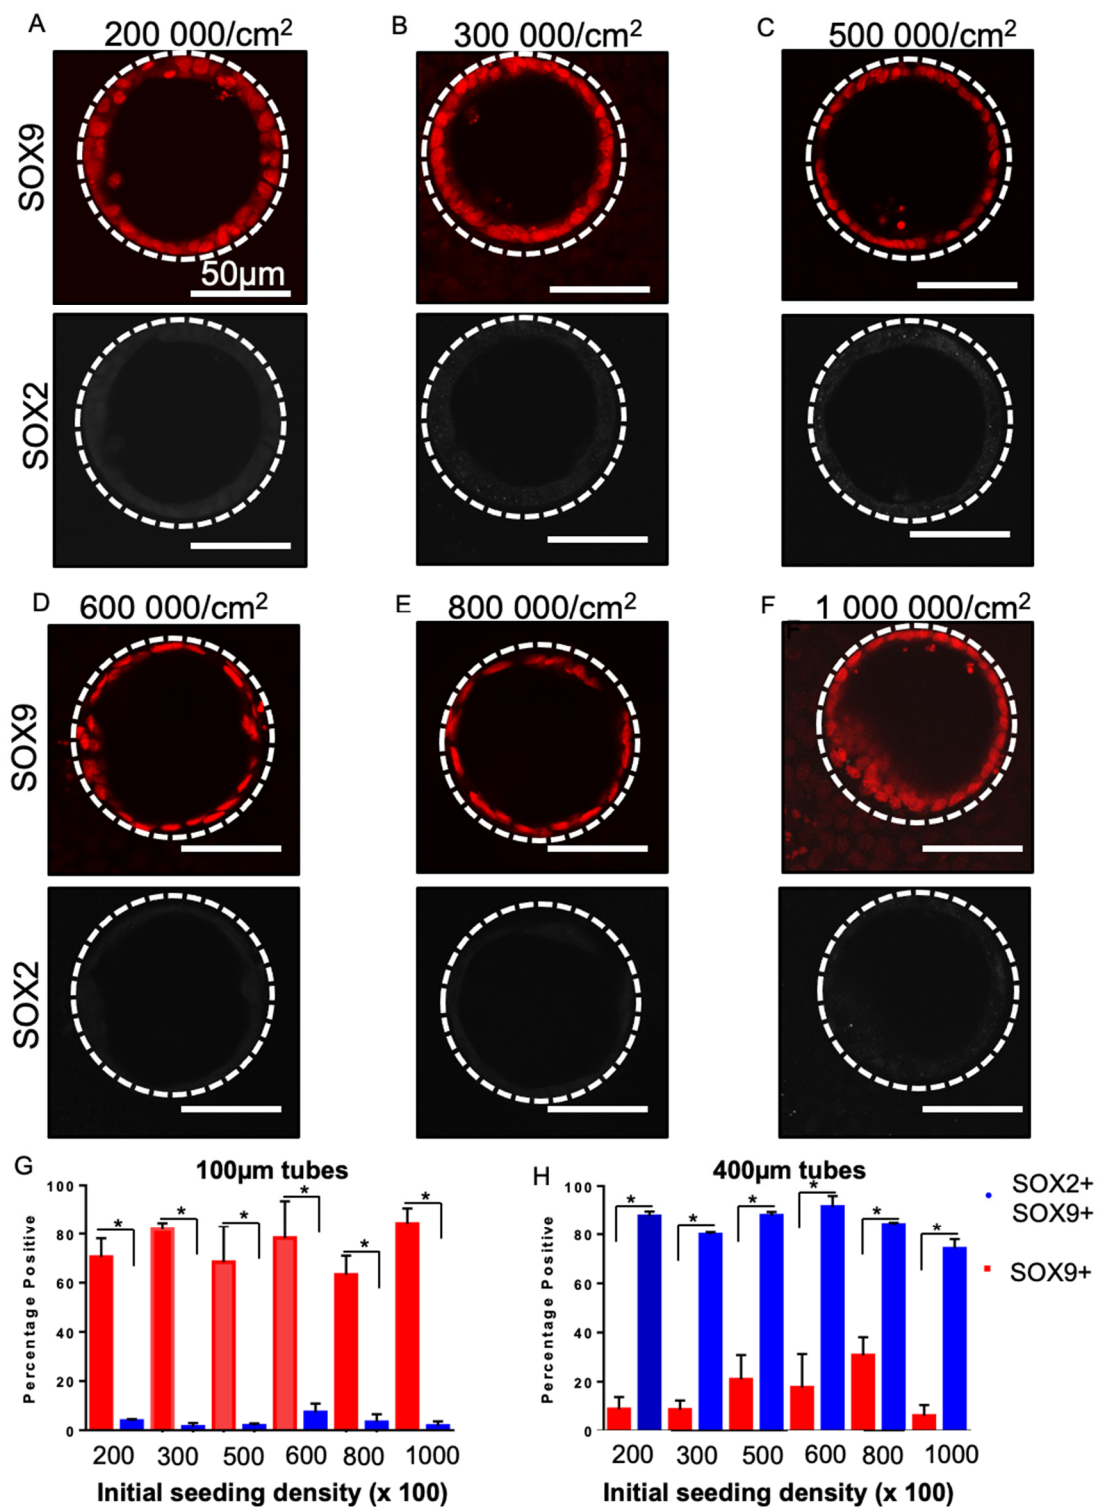 A 200 000/cm2
B 300 000/cm2
C 500 000/cm2
SOX9
50µm
SOX2
D 600 000/cm2
E 800 000/cm2
F 1 000 000/cm2
F
SOX9
SOX2
G 100µm tubes
Percentage Positive
100
80
60
40
20
0
* * * * * *
200 300 500 600 800 1000
Initial seeding density (x 100)
H 400µm tubes
Percentage Positive
100
80
60
40
20
0
* * * * * *
200 300 500 600 800 1000
Initial seeding density (x 100)
SOX2+
SOX9+
SOX9+